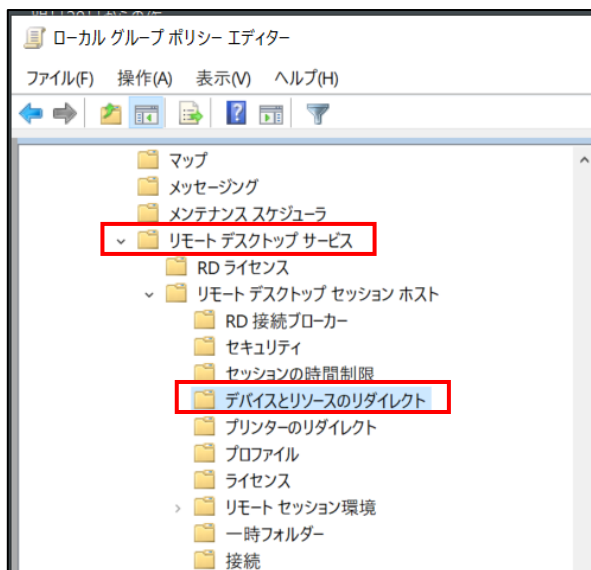 ローカル グループ ポリシー エディター
ファイル(F) 操作(A) 表示(V) ヘルプ(H)
マップ
メッセージング
メンテナンス スケジューラ
リモート デスクトップ サービス
RD ライセンス
リモート デスクトップ セッション ホスト
RD 接続ブローカー
セキュリティ
セッションの時間制限
デバイスとリソースのリダイレクト
プリンターのリダイレクト
プロファイル
ライセンス
リモート セッション環境
一時フォルダー
接続